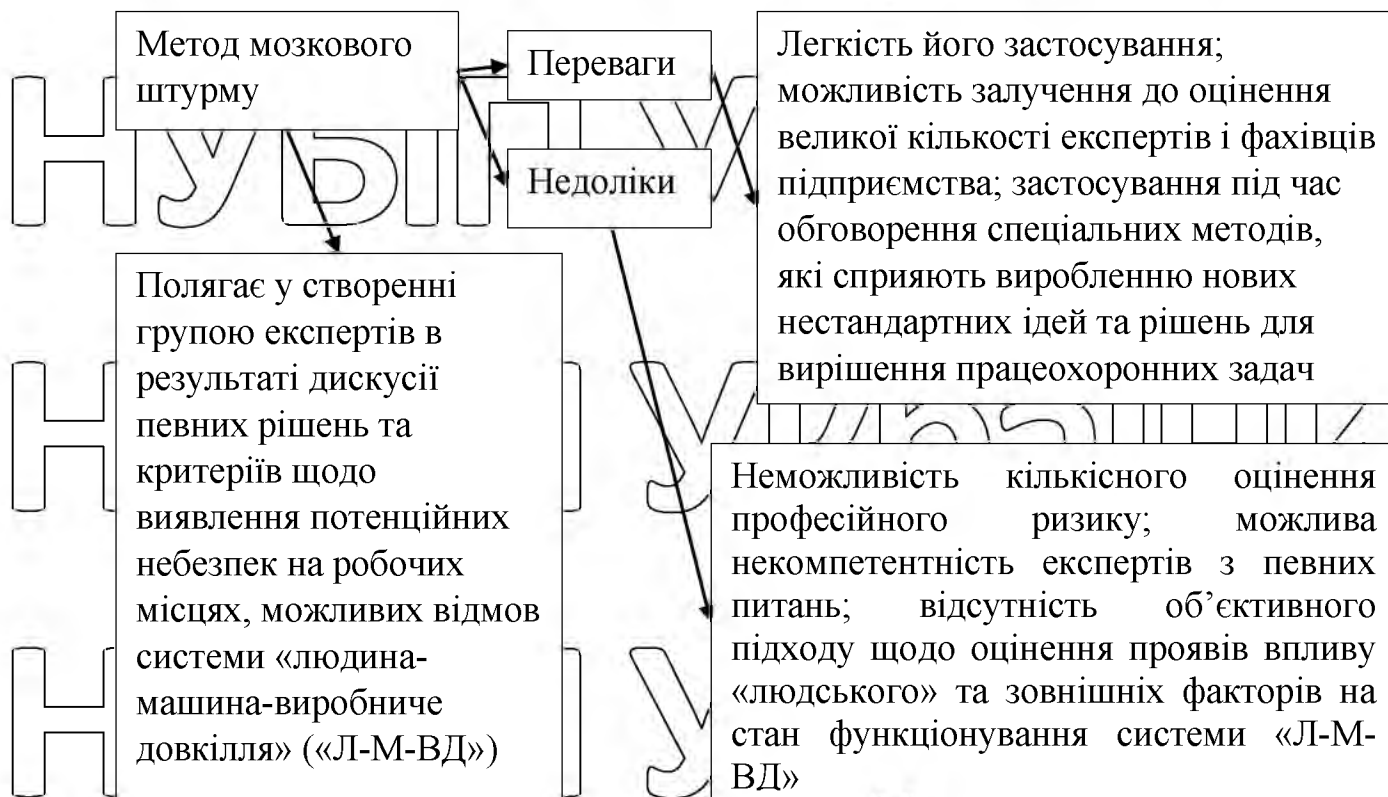 Метод мозкового
штурму
Переваги
Недоліки
Легкість його застосування;
можливість залучення до оцінення
великої кількості експертів і фахівців
підприємства; застосування під час
обговорення спеціальних методів,
які сприяють виробленню нових
нестандартних ідей та рішень для
вирішення працеохоронних задач
Полягає у створенні
групою експертів в
результаті дискусії
певних рішень та
критеріїв щодо
виявлення потенційних
небезпек на робочих
місцях, можливих відмов
системи «людина-
машина-виробниче
довкілля» («Л-М-ВД»)
Неможливість кількісного оцінення
професійного ризику; можлива
некомпетентність експертів з певних
питань; відсутність об’єктивного
підходу щодо оцінення проявів впливу
«людського» та зовнішніх факторів на
стан функціонування системи «Л-М-
ВД»